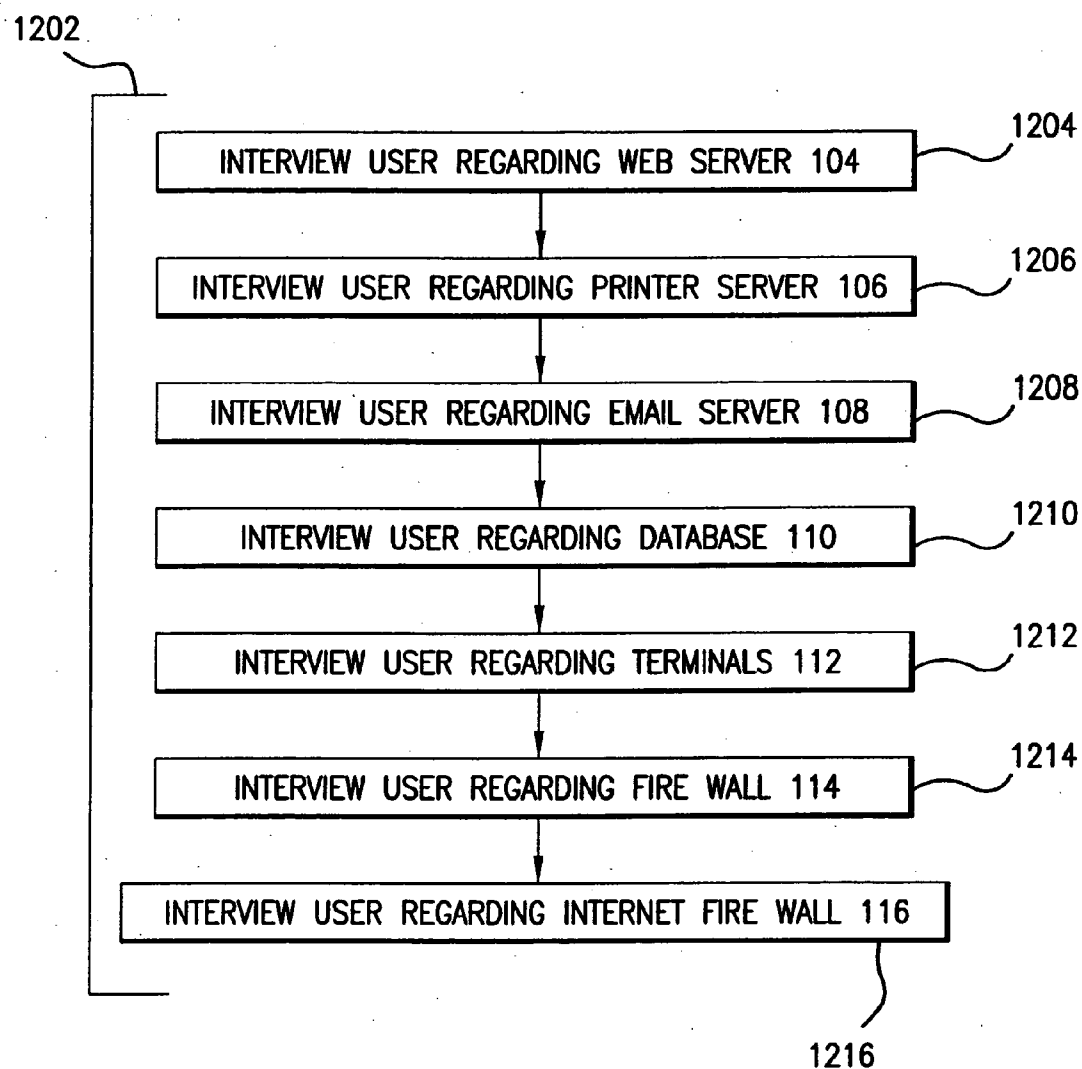 1202
INTERVIEW USER REGARDING WEB SERVER 104
1204
INTERVIEW USER REGARDING PRINTER SERVER 106
1206
INTERVIEW USER REGARDING EMAIL SERVER 108
1208
INTERVIEW USER REGARDING DATABASE 110
1210
INTERVIEW USER REGARDING TERMINALS 112
1212
INTERVIEW USER REGARDING FIRE WALL 114
1214
INTERVIEW USER REGARDING INTERNET FIRE WALL 116
1216